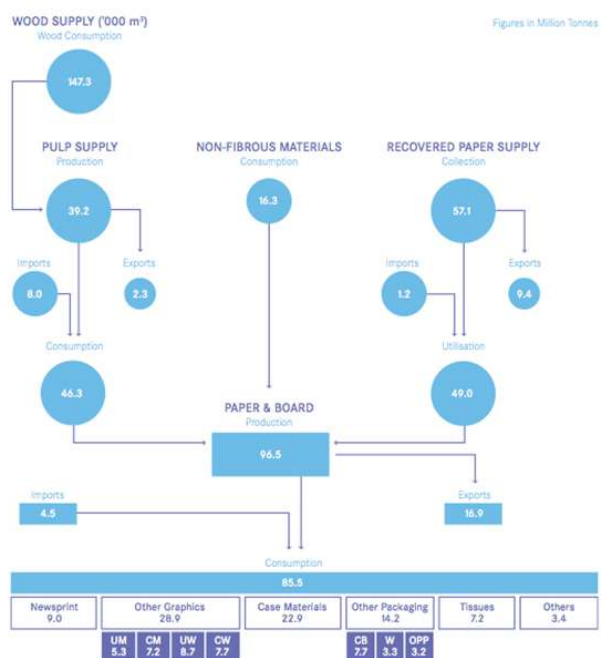 WOOD SUPPLY ('000 m³)
Figures in Million Tonnes
Wood Consumption
147.3
PULP SUPPLY
Production
NON-FIBROUS MATERIALS
Consumption
RECOVERED PAPER SUPPLY
Collection
39.2
16.3
57.1
Imports
Exports
Imports
Exports
8.0
2.3
1.2
9.4
Consumption
Utilisation
46.3
49.0
PAPER & BOARD
Production
96.5
Imports
Exports
4.5
16.9
Consumption
85.5
Newsprint
9.0
Other Graphics
28.9
Case Materials
22.9
Other Packaging
14.2
Tissues
7.2
Others
3.4
UM
5.3
CM
7.2
UW
8.7
CW
7.7
CB
7.7
W
3.3
OPP
3.2